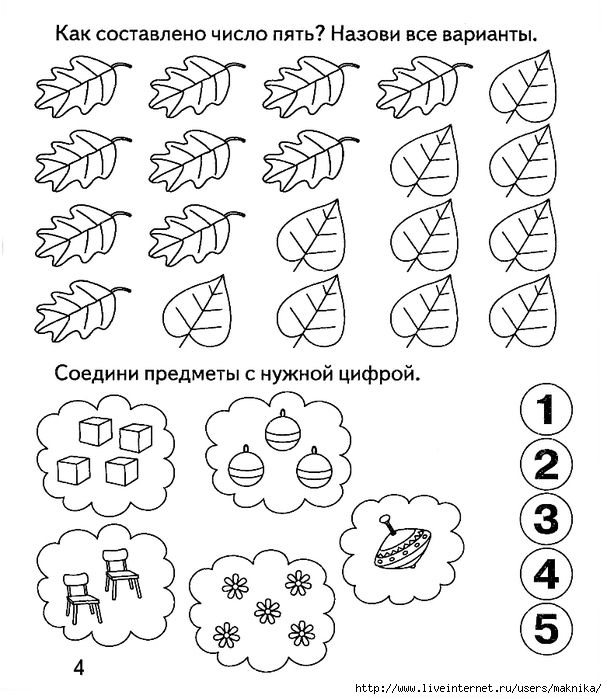 Как составлено число пять? Назови все варианты.
Соедини предметы с нужной цифрой.
1
2
3
4
5
4
http://www.liveinternet.ru/users/maknika/